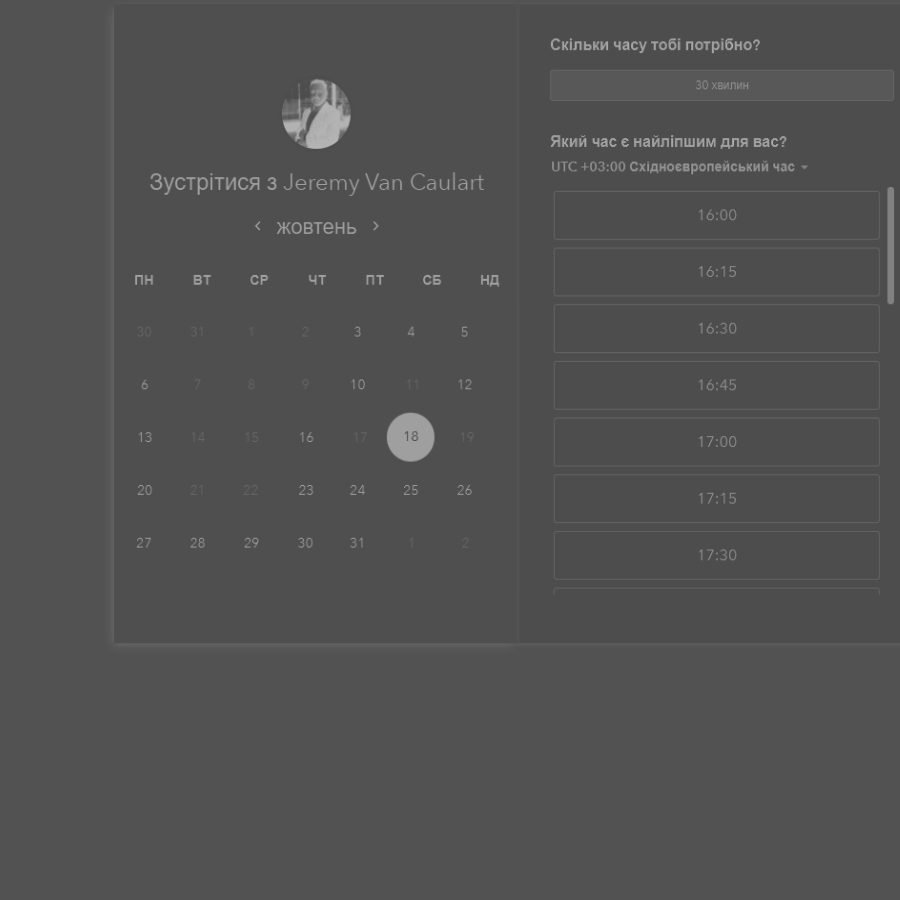 Зустрітися з Jeremy Van Caulart
жовтень
ПН ВТ СР ЧТ ПТ СБ НД
30 31 1 2 3 4 5
6 7 8 9 10 11 12
13 14 15 16 17 18 19
20 21 22 23 24 25 26
27 28 29 30 31 1 2
Скільки часу тобі потрібно?
30 хвилин
Який час є найліпшим для вас?
UTC +03:00 Східноєвропейський час
16:00
16:15
16:30
16:45
17:00
17:15
17:30